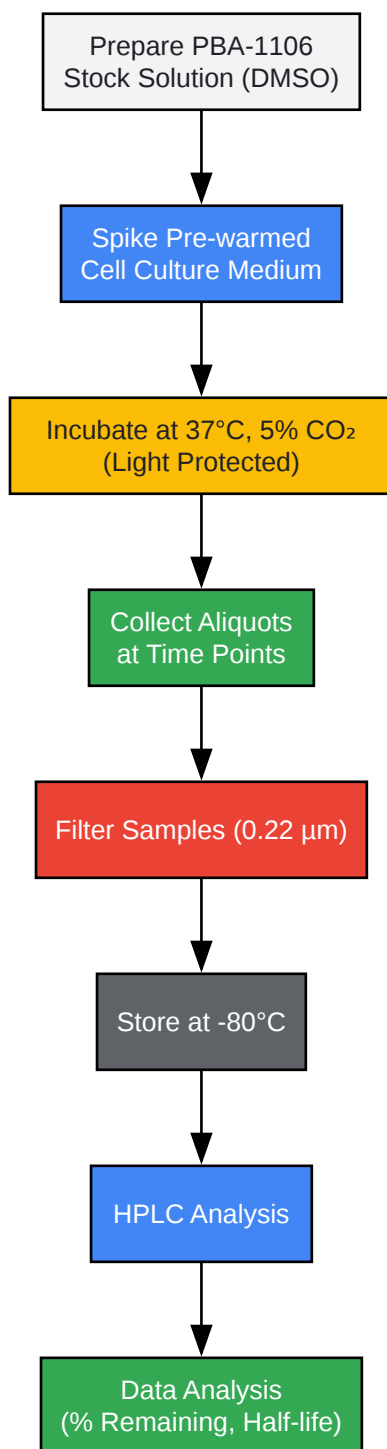 Prepare PBA-1106
Stock Solution (DMSO)
Spike Pre-warmed
Cell Culture Medium
Incubate at 37°C, 5% CO₂
(Light Protected)
Collect Aliquots
at Time Points
Filter Samples (0.22 µm)
Store at -80°C
HPLC Analysis
Data Analysis
(% Remaining, Half-life)